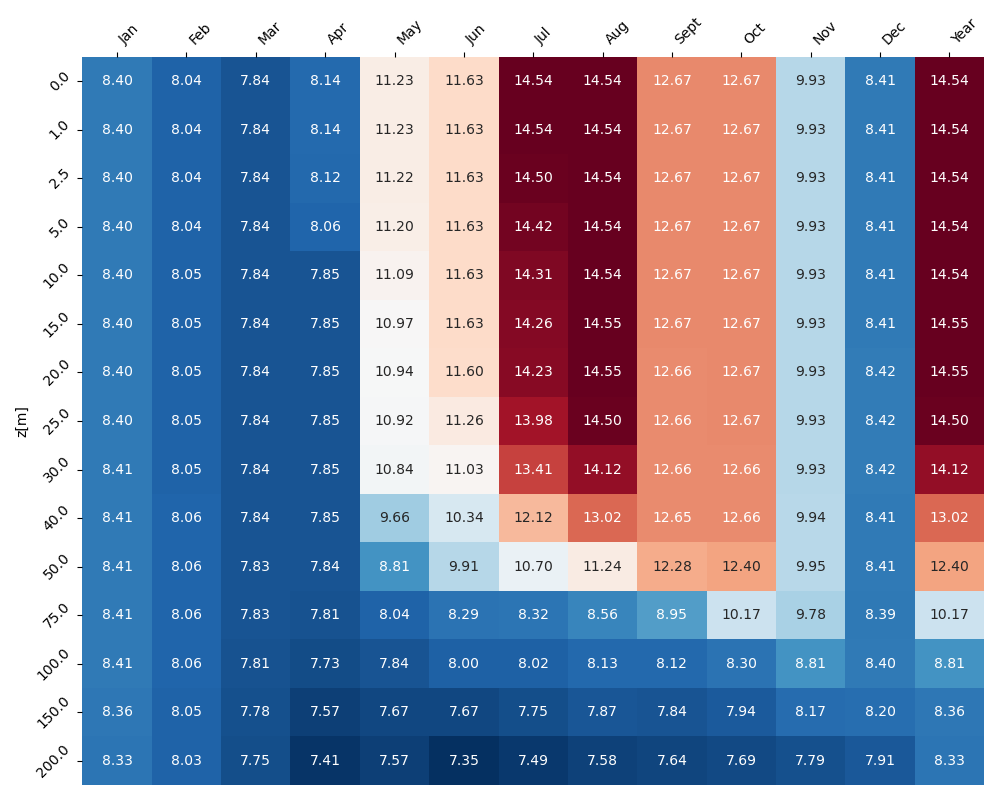 Jan Feb Mar Apr May Jun Jul Aug Sept Oct Nov Dec Year
0.0 8.40 8.04 7.84 8.14 11.23 11.63 14.54 14.54 12.67 12.67 9.93 8.41 14.54
1.0 8.40 8.04 7.84 8.14 11.23 11.63 14.54 14.54 12.67 12.67 9.93 8.41 14.54
2.5 8.40 8.04 7.84 8.12 11.22 11.63 14.50 14.54 12.67 12.67 9.93 8.41 14.54
5.0 8.40 8.04 7.84 8.06 11.20 11.63 14.42 14.54 12.67 12.67 9.93 8.41 14.54
10.0 8.40 8.05 7.84 7.85 11.09 11.63 14.31 14.54 12.67 12.67 9.93 8.41 14.54
15.0 8.40 8.05 7.84 7.85 10.97 11.63 14.26 14.55 12.67 12.67 9.93 8.41 14.55
20.0 8.40 8.05 7.84 7.85 10.94 11.60 14.23 14.55 12.66 12.67 9.93 8.42 14.55
z[m]
25.0 8.40 8.05 7.84 7.85 10.92 11.26 13.98 14.50 12.66 12.67 9.93 8.42 14.50
30.0 8.41 8.05 7.84 7.85 10.84 11.03 13.41 14.12 12.66 12.66 9.93 8.42 14.12
40.0 8.41 8.06 7.84 7.85 9.66 10.34 12.12 13.02 12.65 12.66 9.94 8.41 13.02
50.0 8.41 8.06 7.83 7.84 8.81 9.91 10.70 11.24 12.28 12.40 9.95 8.41 12.40
75.0 8.41 8.06 7.83 7.81 8.04 8.29 8.32 8.56 8.95 10.17 9.78 8.39 10.17
100.0 8.41 8.06 7.81 7.73 7.84 8.00 8.02 8.13 8.12 8.30 8.81 8.40 8.81
150.0 8.36 8.05 7.78 7.57 7.67 7.67 7.75 7.87 7.84 7.94 8.17 8.20 8.36
200.0 8.33 8.03 7.75 7.41 7.57 7.35 7.49 7.58 7.64 7.69 7.79 7.91 8.33